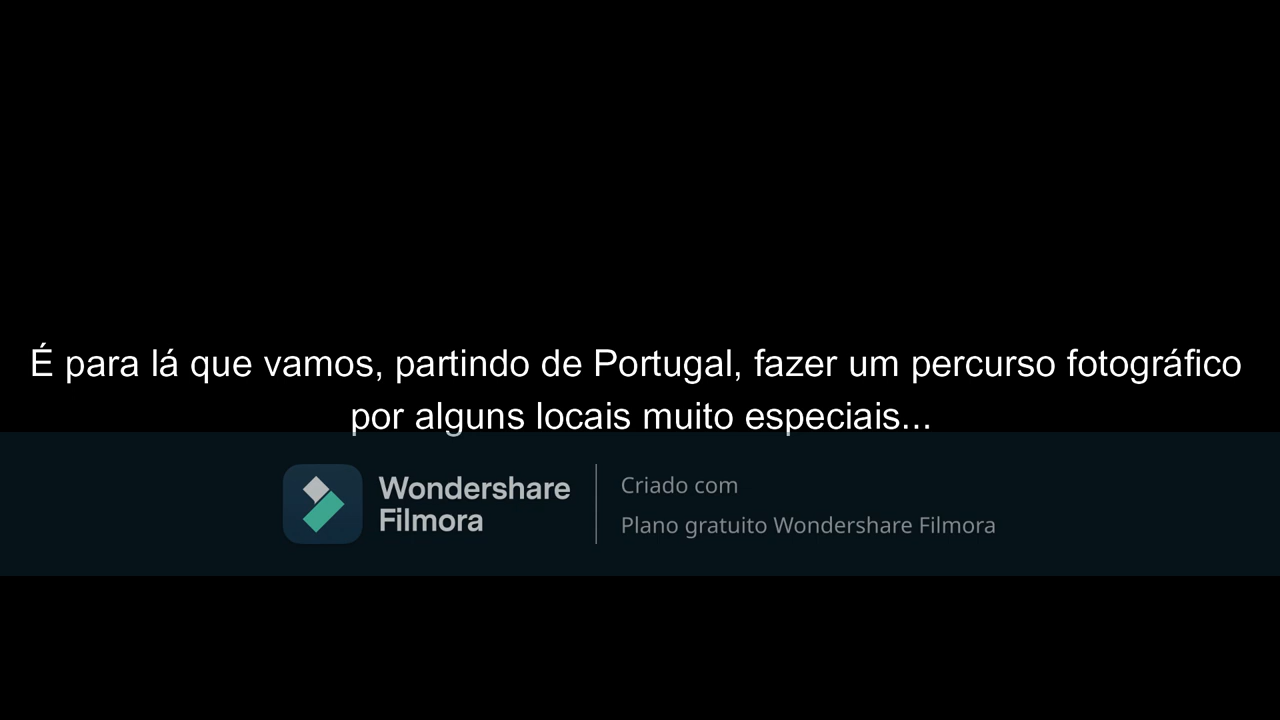 É para lá que vamos, partindo de Portugal, fazer um percurso fotográfico
por alguns locais muito especiais...
Wondershare
Filmora
Criado com
Plano gratuito Wondershare Filmora